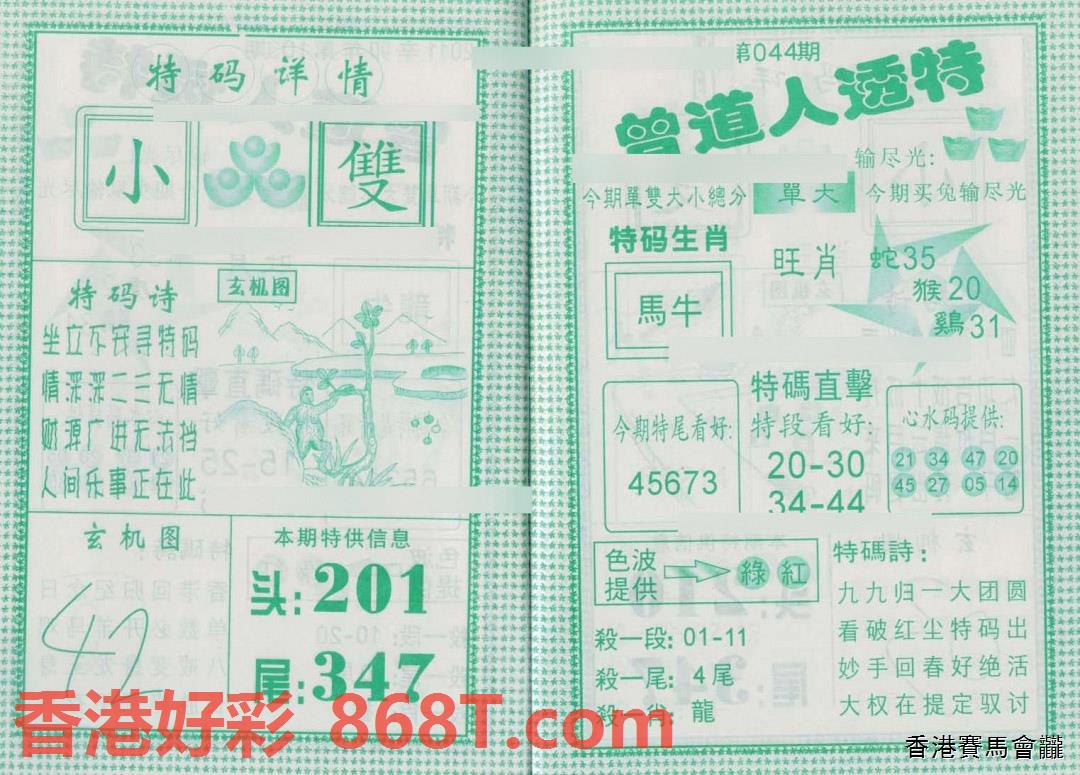 特码详情
小 雙
特码诗
玄机图
坐立不安寻特码
情深深二三无情
财源广进无去挡
人间乐事正在此
玄机图
42
本期特供信息
头:201
尾:347
第044期
曾道人透特
输尽光:
今期單雙大小總分 單大 今期买兔输尽光
特码生肖
馬牛
旺肖
蛇35
猴20
鷄31
今期特尾看好:
45673
特碼直擊
特段看好:
20-30
34-44
心水码提供:
21 34 47 20
45 27 05 14
色波
提供
綠 紅
殺一段: 01-11
殺一尾: 4尾
殺一肖: 龍
特碼詩:
九九归一大团圆
看破红尘特码出
妙手回春好绝活
大权在提定驭讨
香港好彩 868T.com
香港賽馬會龖